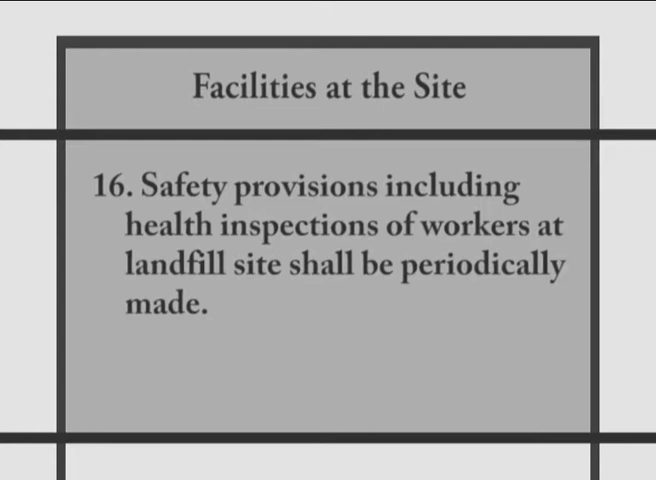 Facilities at the Site
16. Safety provisions including
health inspections of workers at
landfill site shall be periodically
made.